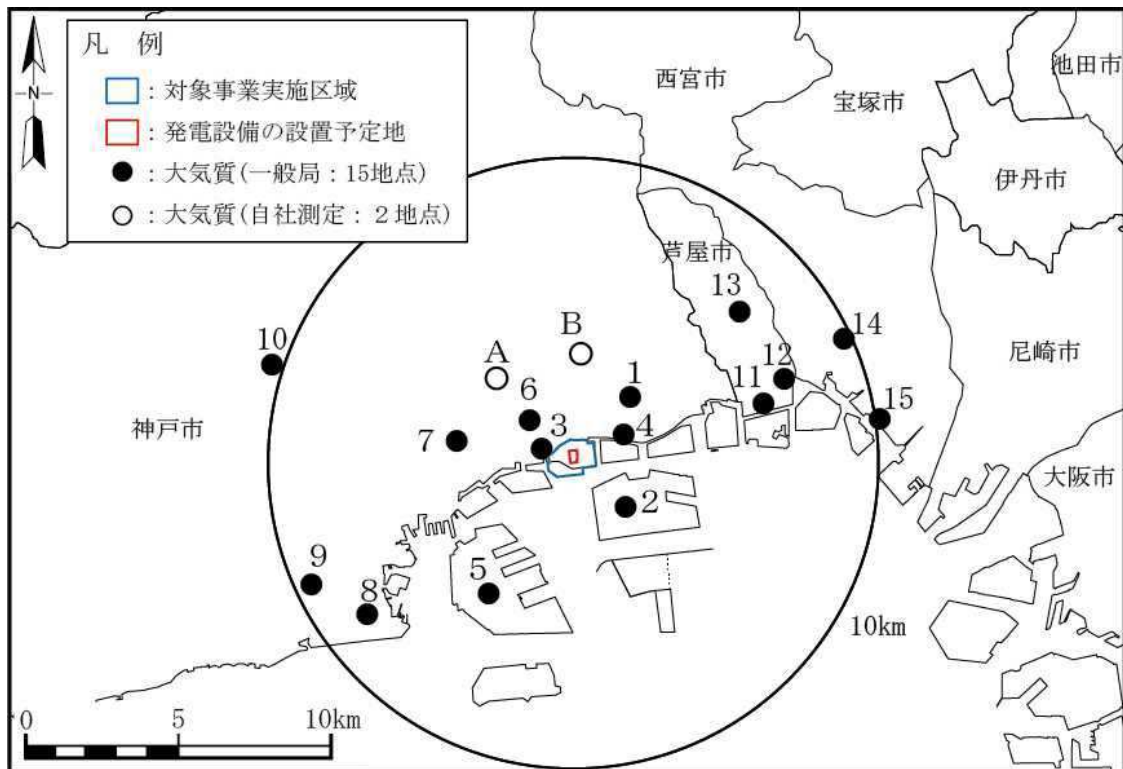 凡 例
：対象事業実施区域
：発電設備の設置予定地
：大気質(一般局：15地点)
：大気質(自社測定：2地点)
N
西宮市
宝塚市
池田市
伊丹市
芦屋市
尼崎市
神戸市
大阪市
13
14
10
B
A
12
1
11
6
15
3
4
7
2
9
5
8
10km
0 5 10km